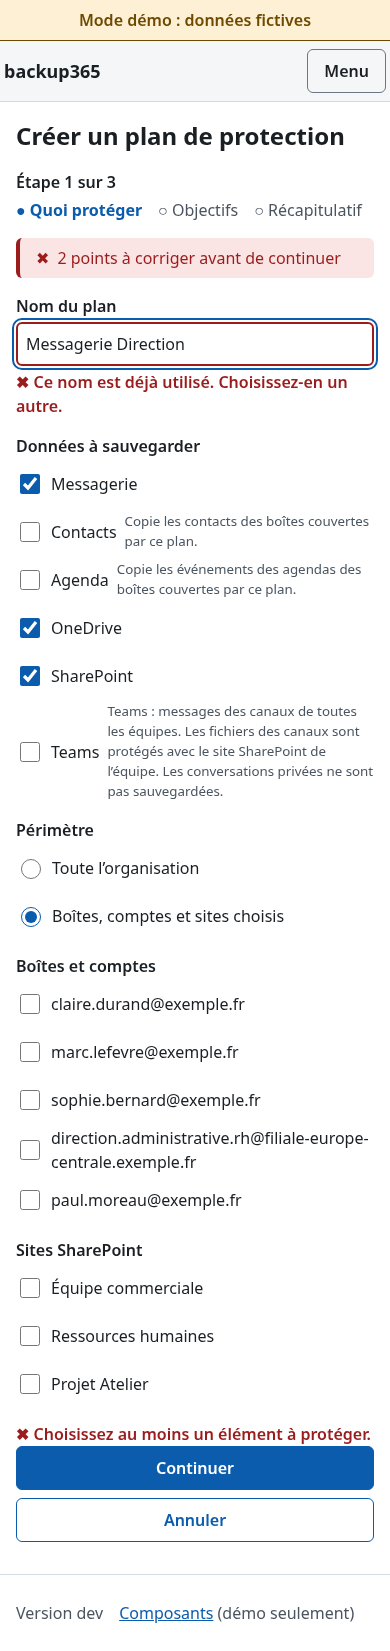 Mode démo : données fictives
backup365
Menu
Créer un plan de protection
Étape 1 sur 3
● Quoi protéger ○ Objectifs ○ Récapitulatif
✖ 2 points à corriger avant de continuer
Nom du plan
Messagerie Direction
✖ Ce nom est déjà utilisé. Choisissez-en un
autre.
Données à sauvegarder
Messagerie
Contacts
Copie les contacts des boîtes couvertes
par ce plan.
Agenda
Copie les événements des agendas des
boîtes couvertes par ce plan.
OneDrive
SharePoint
Teams
Teams : messages des canaux de toutes
les équipes. Les fichiers des canaux sont
protégés avec le site SharePoint de
l’équipe. Les conversations privées ne sont
pas sauvegardées.
Périmètre
Toute l’organisation
Boîtes, comptes et sites choisis
Boîtes et comptes
claire.durand@exemple.fr
marc.lefevre@exemple.fr
sophie.bernard@exemple.fr
direction.administrative.rh@filiale-europe-
centrale.exemple.fr
paul.moreau@exemple.fr
Sites SharePoint
Équipe commerciale
Ressources humaines
Projet Atelier
✖ Choisissez au moins un élément à protéger.
Continuer
Annuler
Version dev Composants (démo seulement)